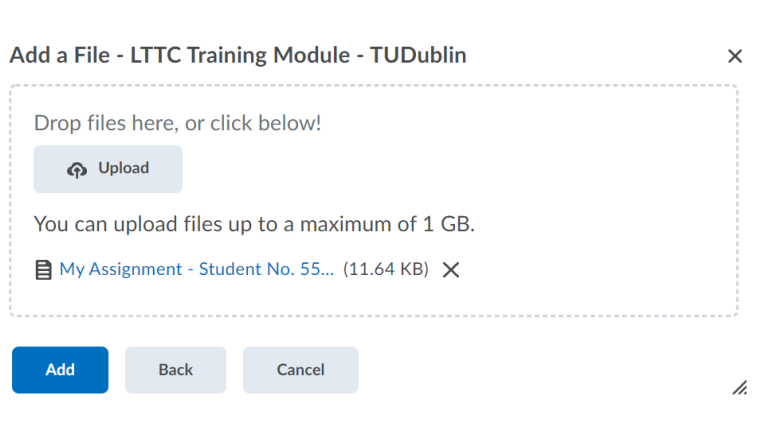 Add a File - LTTC Training Module - TUDublin
Drop files here, or click below!
Upload
You can upload files up to a maximum of 1 GB.
My Assignment - Student No. 55... (11.64 KB)
Add Back Cancel